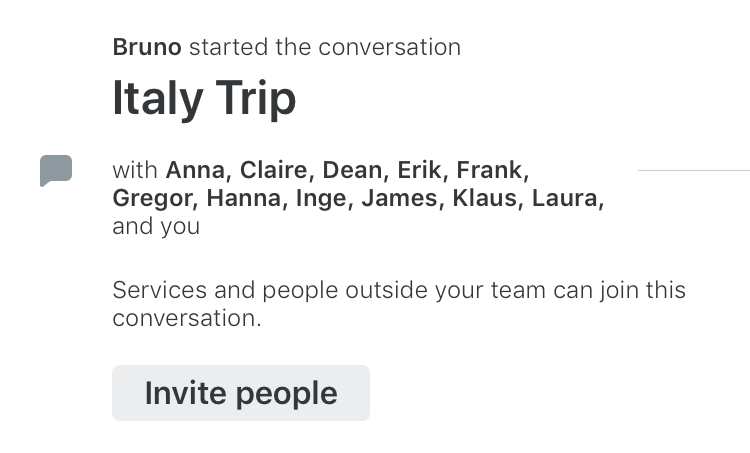 Bruno started the conversation
Italy Trip
with Anna, Claire, Dean, Erik, Frank,
Gregor, Hanna, Inge, James, Klaus, Laura,
and you
Services and people outside your team can join this
conversation.
Invite people